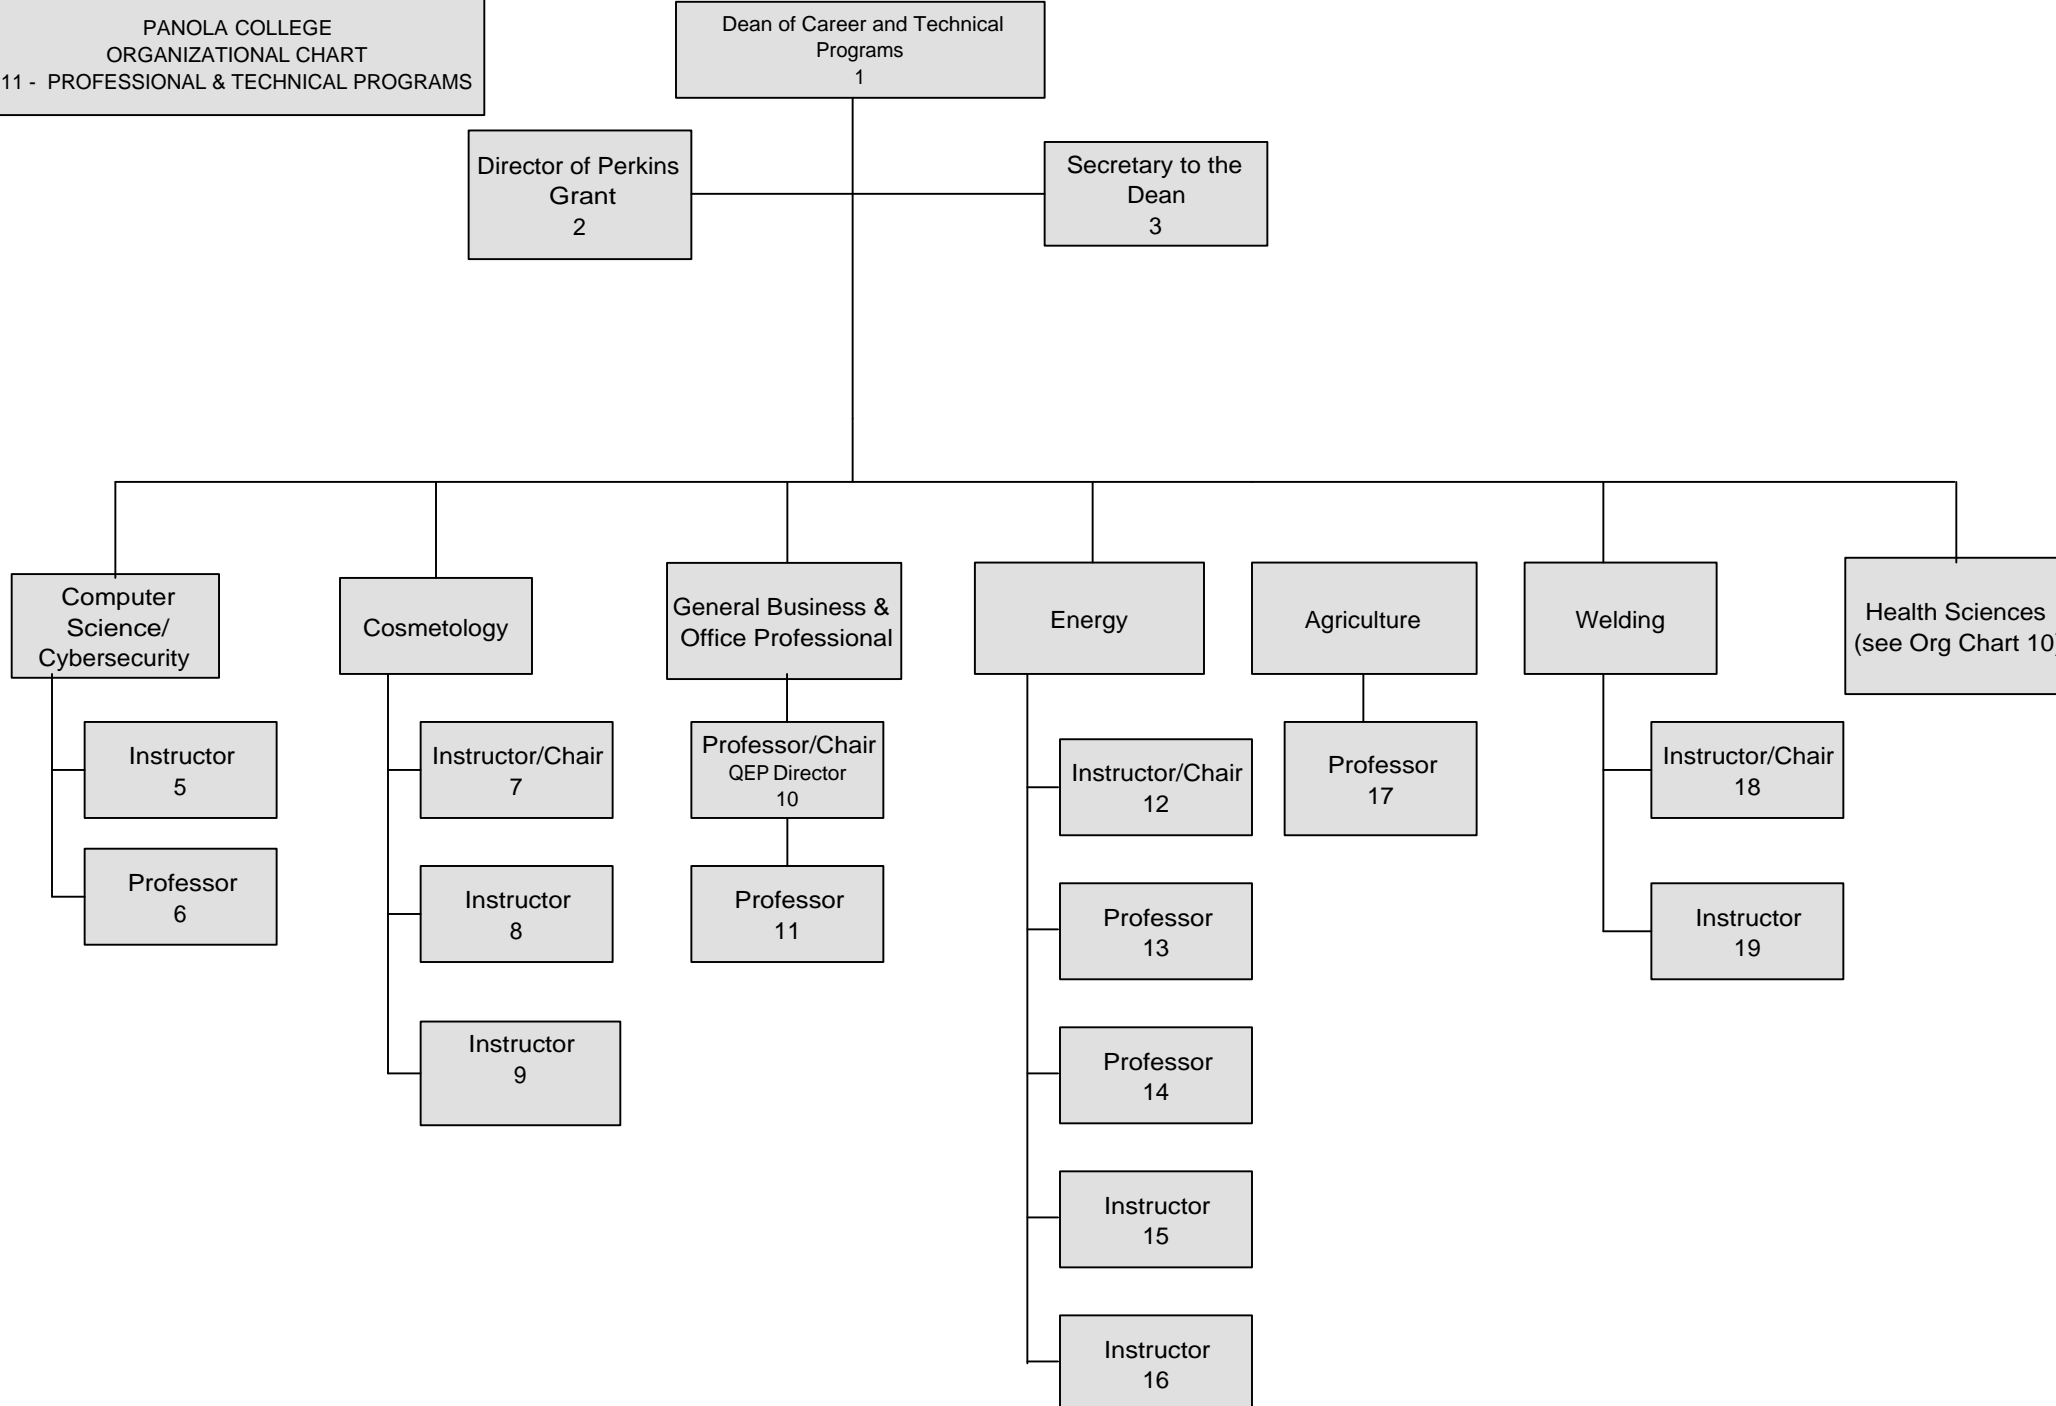 PANOLA COLLEGE
ORGANIZATIONAL CHART
11 - PROFESSIONAL & TECHNICAL PROGRAMS
Dean of Career and Technical
Programs
1
Director of Perkins
Grant
2
Secretary to the
Dean
3
Computer
Science/
Cybersecurity
Instructor
5
Professor
6
Cosmetology
Instructor/Chair
7
Instructor
8
Instructor
9
General Business &
Office Professional
Professor/Chair
QEP Director
10
Professor
11
Energy
Instructor/Chair
12
Professor
13
Professor
14
Instructor
15
Instructor
16
Agriculture
Professor
17
Welding
Instructor/Chair
18
Instructor
19
Health Sciences
(see Org Chart 10)